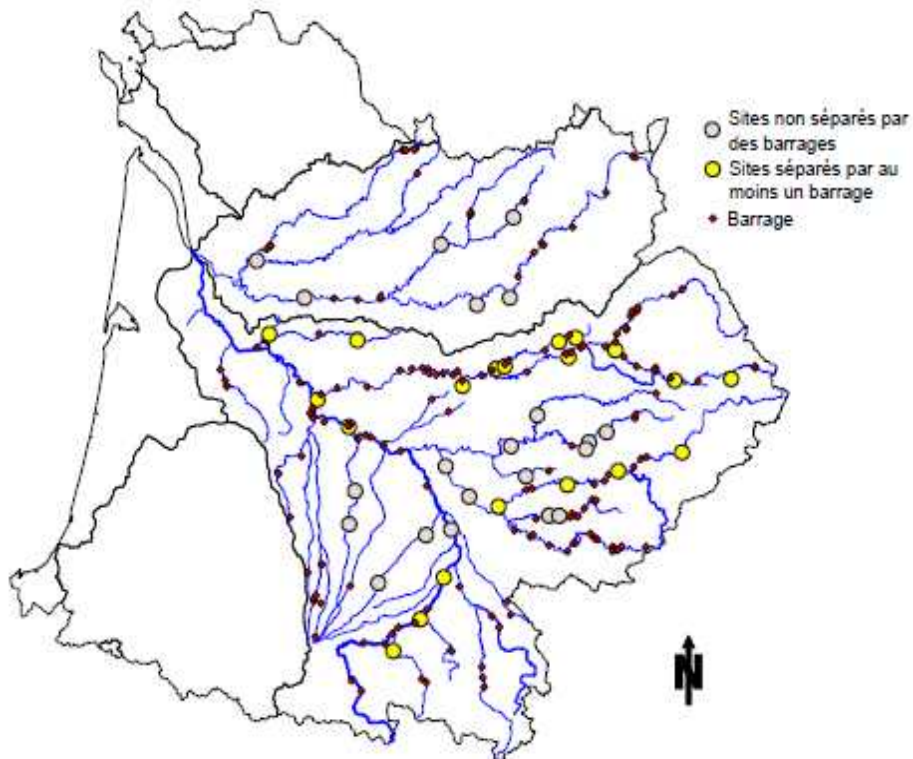 Sites non séparés par
des barrages
Sites séparés par au
moins un barrage
Barrage
N